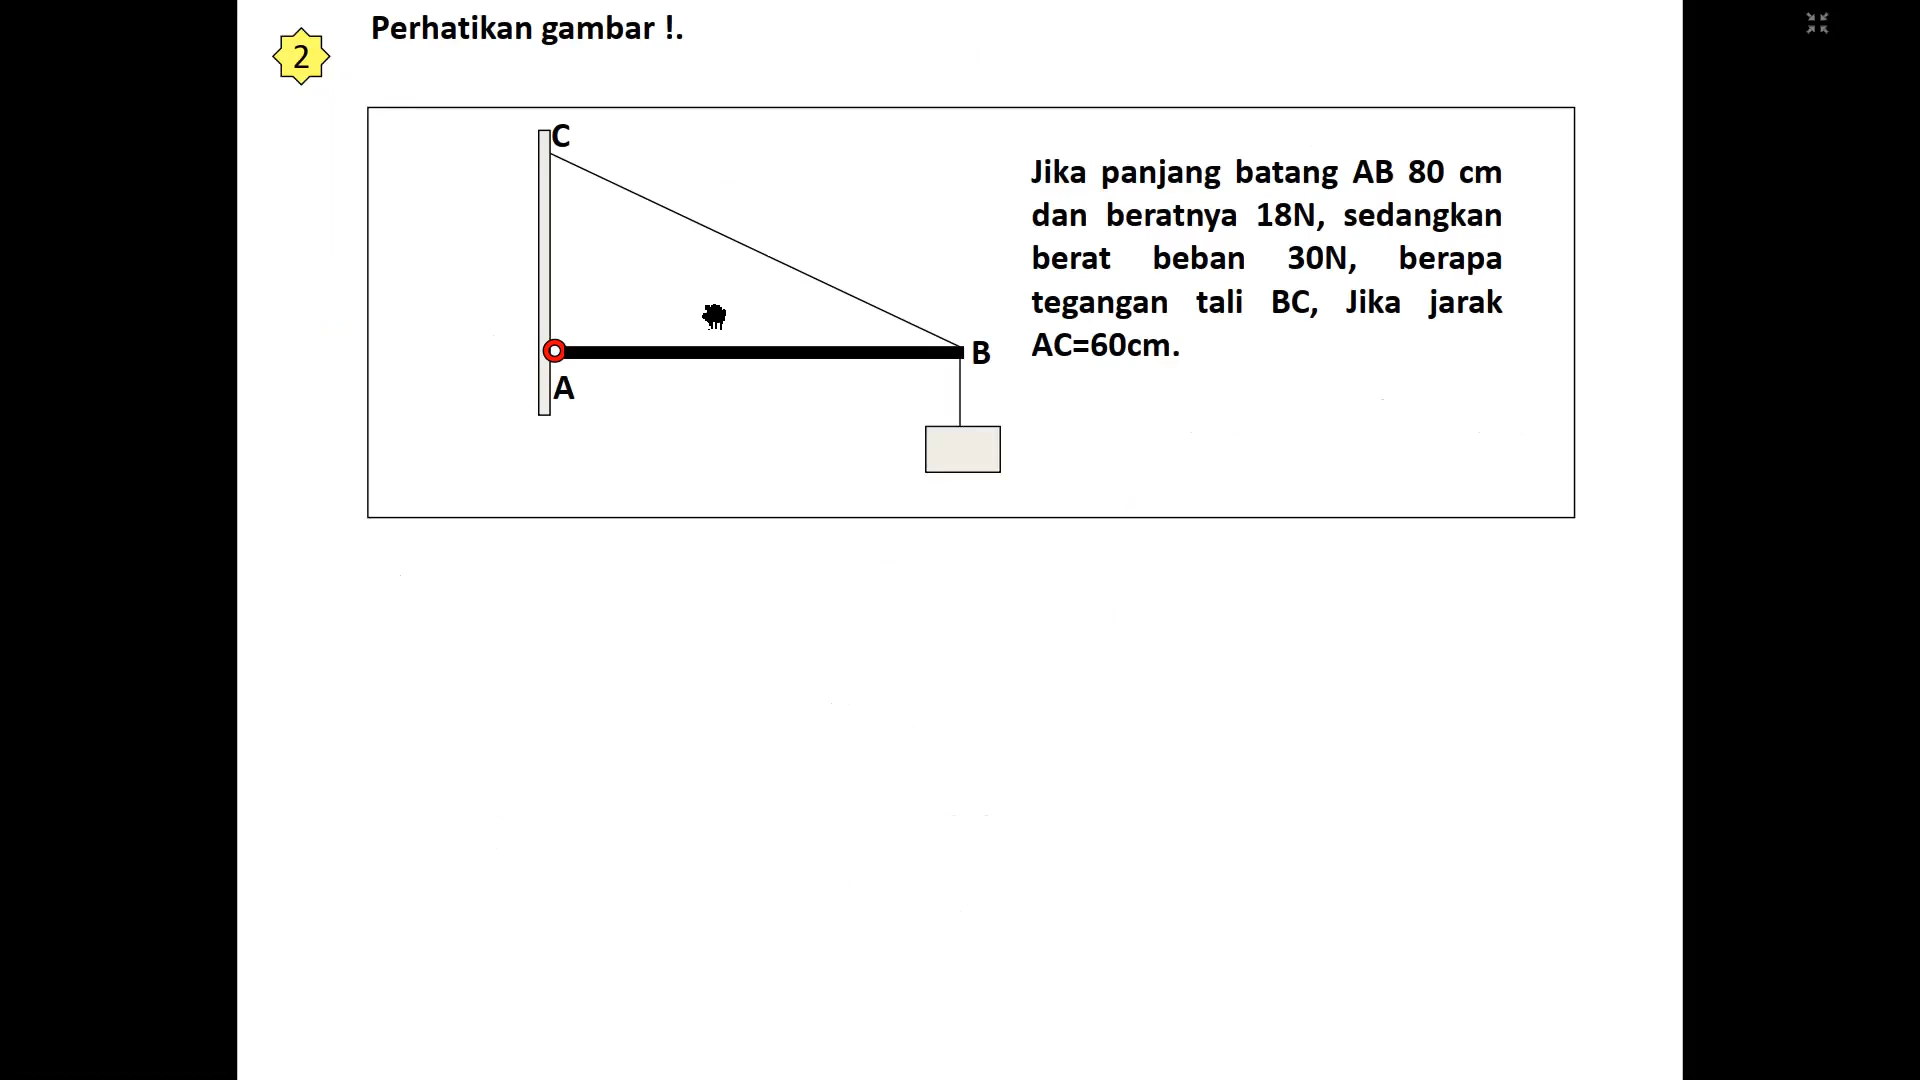 Perhatikan gambar !.
2
C
Jika panjang batang AB 80 cm
dan beratnya 18N, sedangkan
berat beban 30N, berapa
tegangan tali BC, Jika jarak
AC=60cm.
B
A